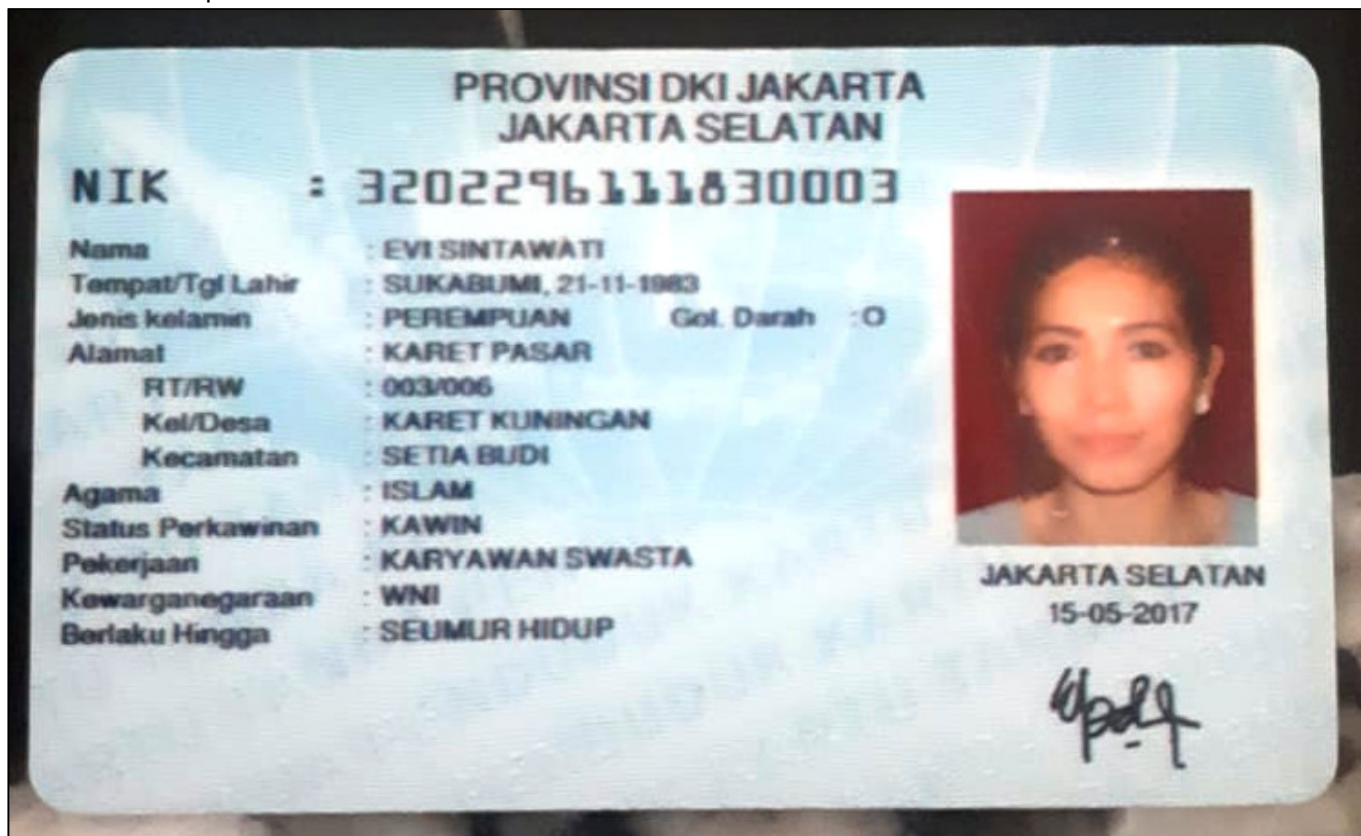 PROVINSI DKI JAKARTA
JAKARTA SELATAN
NIK : 3202296111830003
Nama : EVI SINTAWATI
Tempat/Tgl Lahir : SUKABUMI, 21-11-1983
Jenis kelamin : PEREMPUAN Gol. Darah : O
Alamat : KARET PASAR
RT/RW : 003/006
Kel/Desa : KARET KUNINGAN
Kecamatan : SETIA BUDI
Agama : ISLAM
Status Perkawinan : KAWIN
Pekerjaan : KARYAWAN SWASTA
Kewarganegaraan : WNI
Berlaku Hingga : SEUMUR HIDUP
JAKARTA SELATAN
15-05-2017